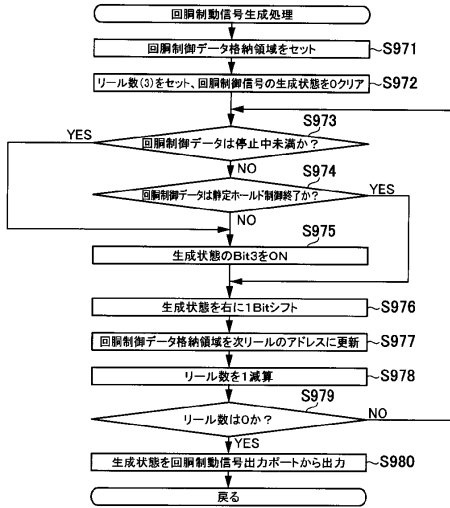 回胴制動信号生成処理
回胴制御データ格納領域をセット
S971
リール数(3)をセット、回胴制御信号の生成状態を0クリア
S972
S973
YES
回胴制御データは停止中未満か?
NO
S974
回胴制御データは静定ホールド制御終了か?
YES
NO
S975
生成状態のBit3をON
生成状態を右に1Bitシフト
S976
回胴制御データ格納領域を次リールのアドレスに更新
S977
リール数を1減算
S978
S979
リール数は0か?
NO
YES
生成状態を回胴制動信号出力ポートから出力
S980
戻る